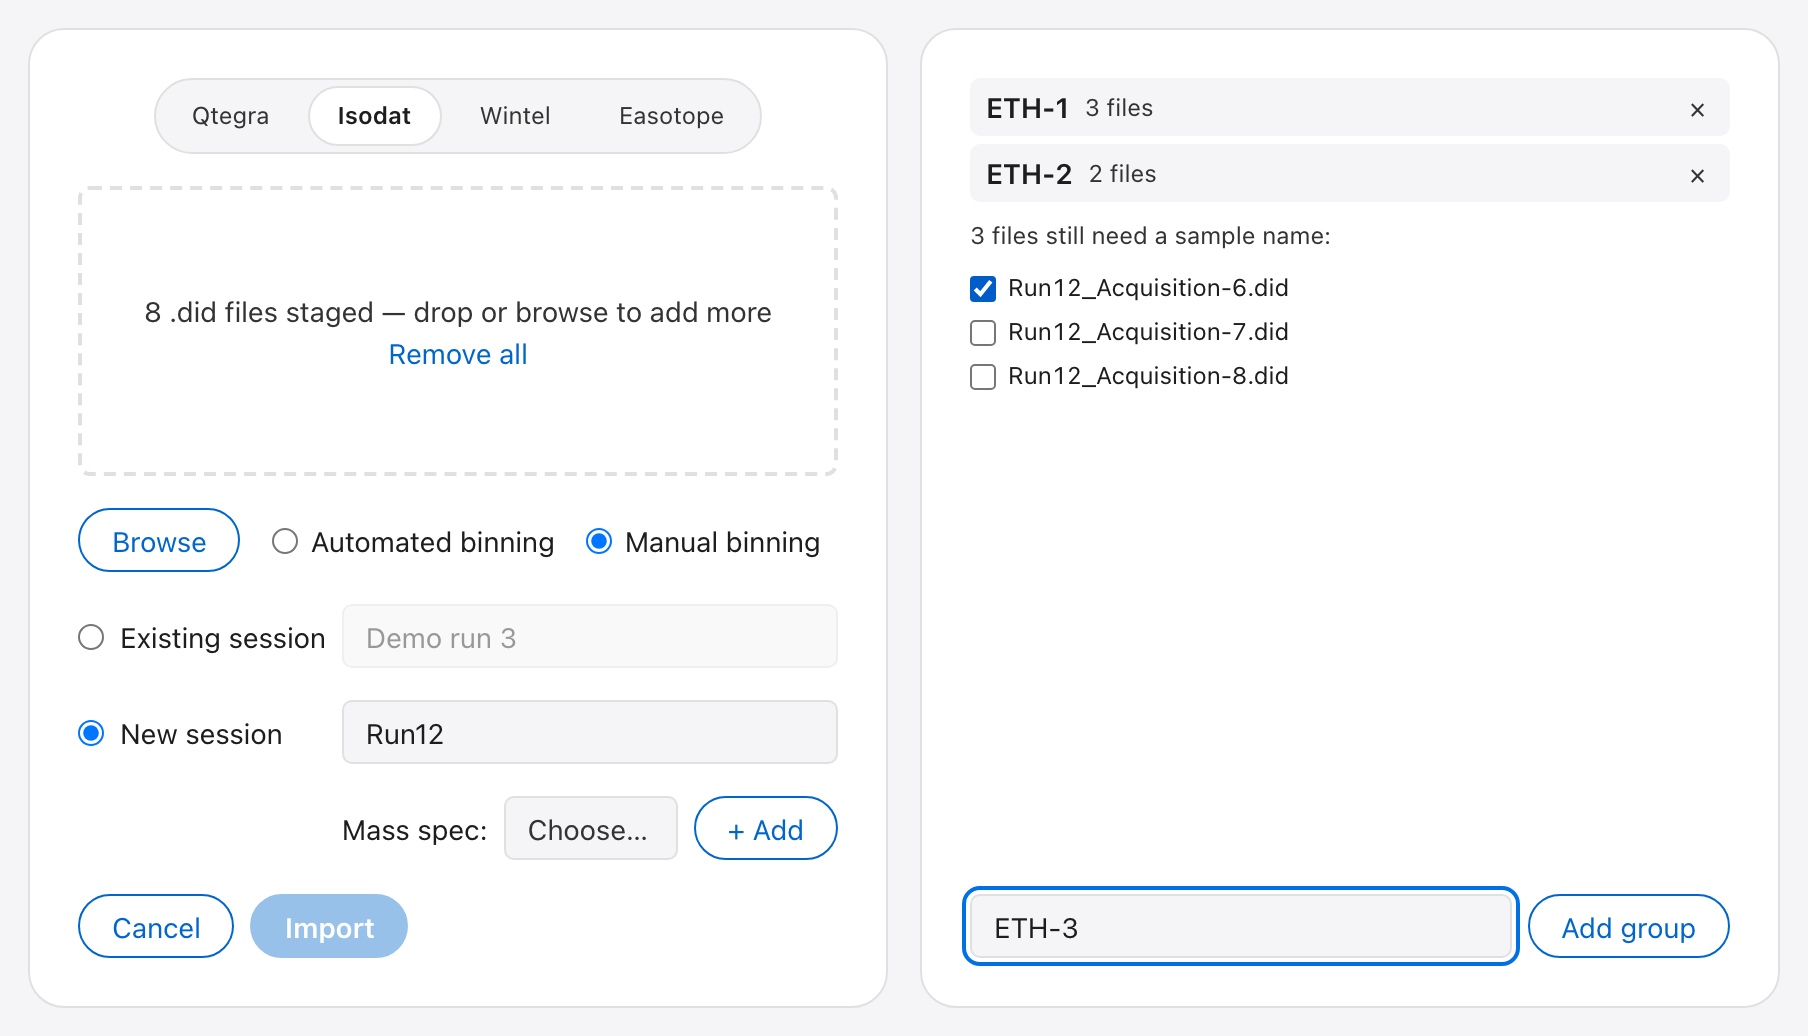 Qtegra Isodat Wintel Easotope
8 .did files staged — drop or browse to add more
Remove all
Browse Automated binning Manual binning
Existing session Demo run 3
New session Run12
Mass spec: Choose... + Add
Cancel Import
ETH-1 3 files ×
ETH-2 2 files ×
3 files still need a sample name:
Run12_Acquisition-6.did
Run12_Acquisition-7.did
Run12_Acquisition-8.did
ETH-3 Add group